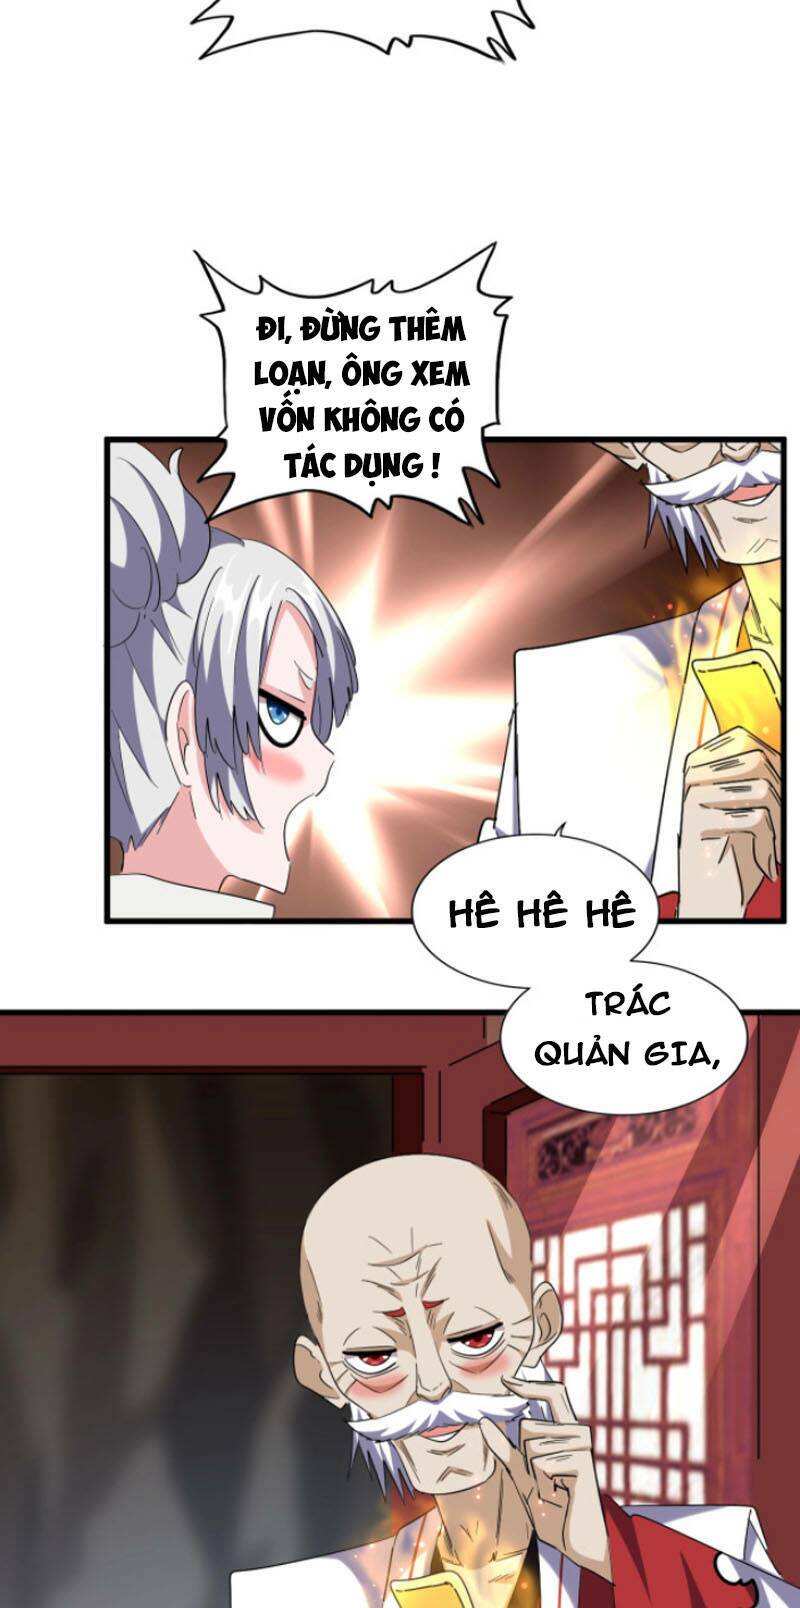 ĐI, ĐỪNG THÊM
LOẠN, ÔNG XEM
VỐN KHÔNG CÓ
TÁC DỤNG!
HÊ HÊ HÊ
TRÁC
QUẢN GIA,